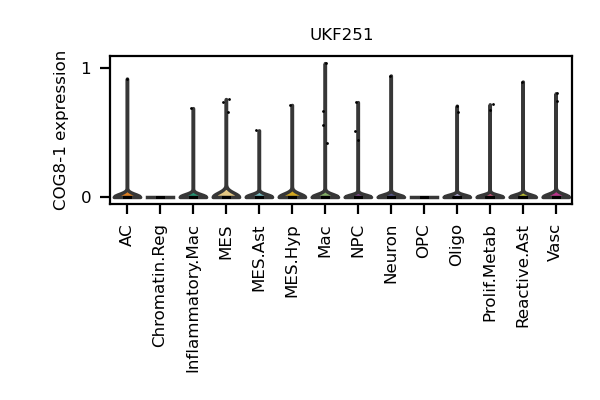 UKF251
COG8-1 expression
1
0
AC
Chromatin.Reg
Inflammatory.Mac
MES
MES.Ast
MES.Hyp
Mac
NPC
Neuron
OPC
Oligo
Prolif.Metab
Reactive.Ast
Vasc